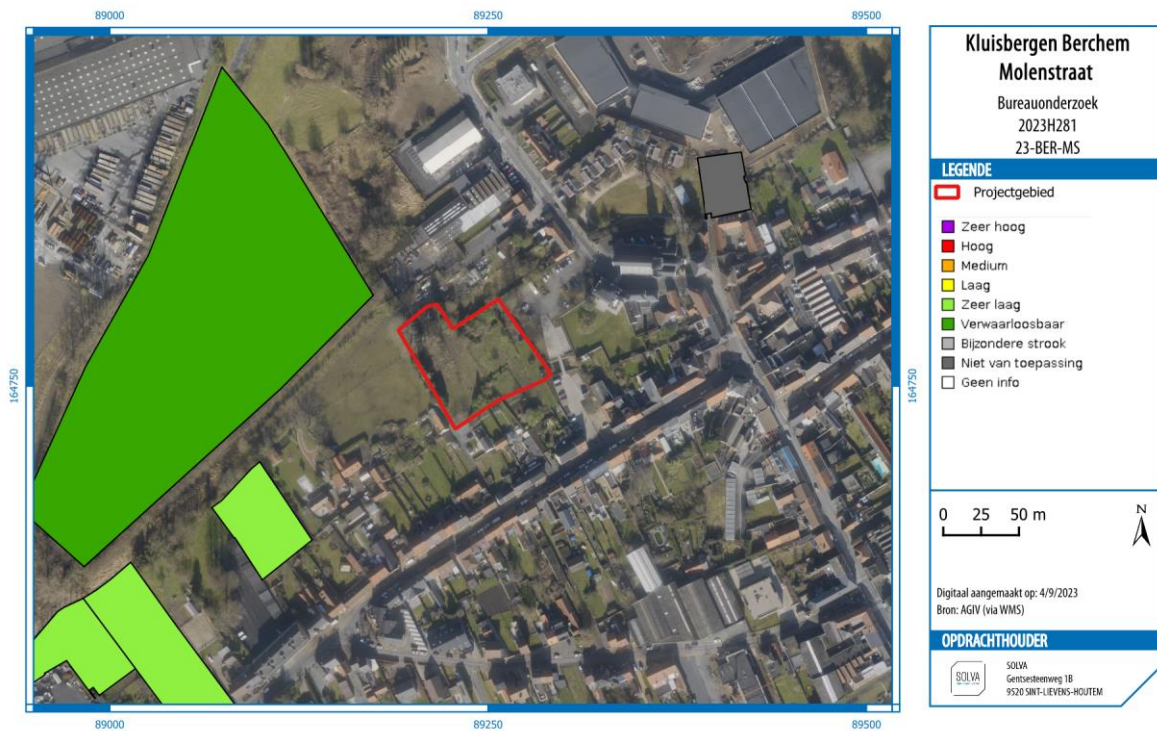 89000
89250
89500
164750
164750
89000
89250
89500
Kluisbergen Berchem
Molenstraat
Bureauonderzoek
2023H281
23-BER-MS
LEGENDE
Projectgebied
Zeer hoog
Hoog
Medium
Laag
Zeer laag
Verwaarloosbaar
Bijzondere strook
Niet van toepassing
Geen info
0 25 50 m
N
Digitaal aangemaakt op: 4/9/2023
Bron: AGIV (via WMS)
OPDRACHTHOUDER
SOLVA
SOLVA
Gentsesteenweg 1B
9520 SINT-LIEVENS-HOUTEM